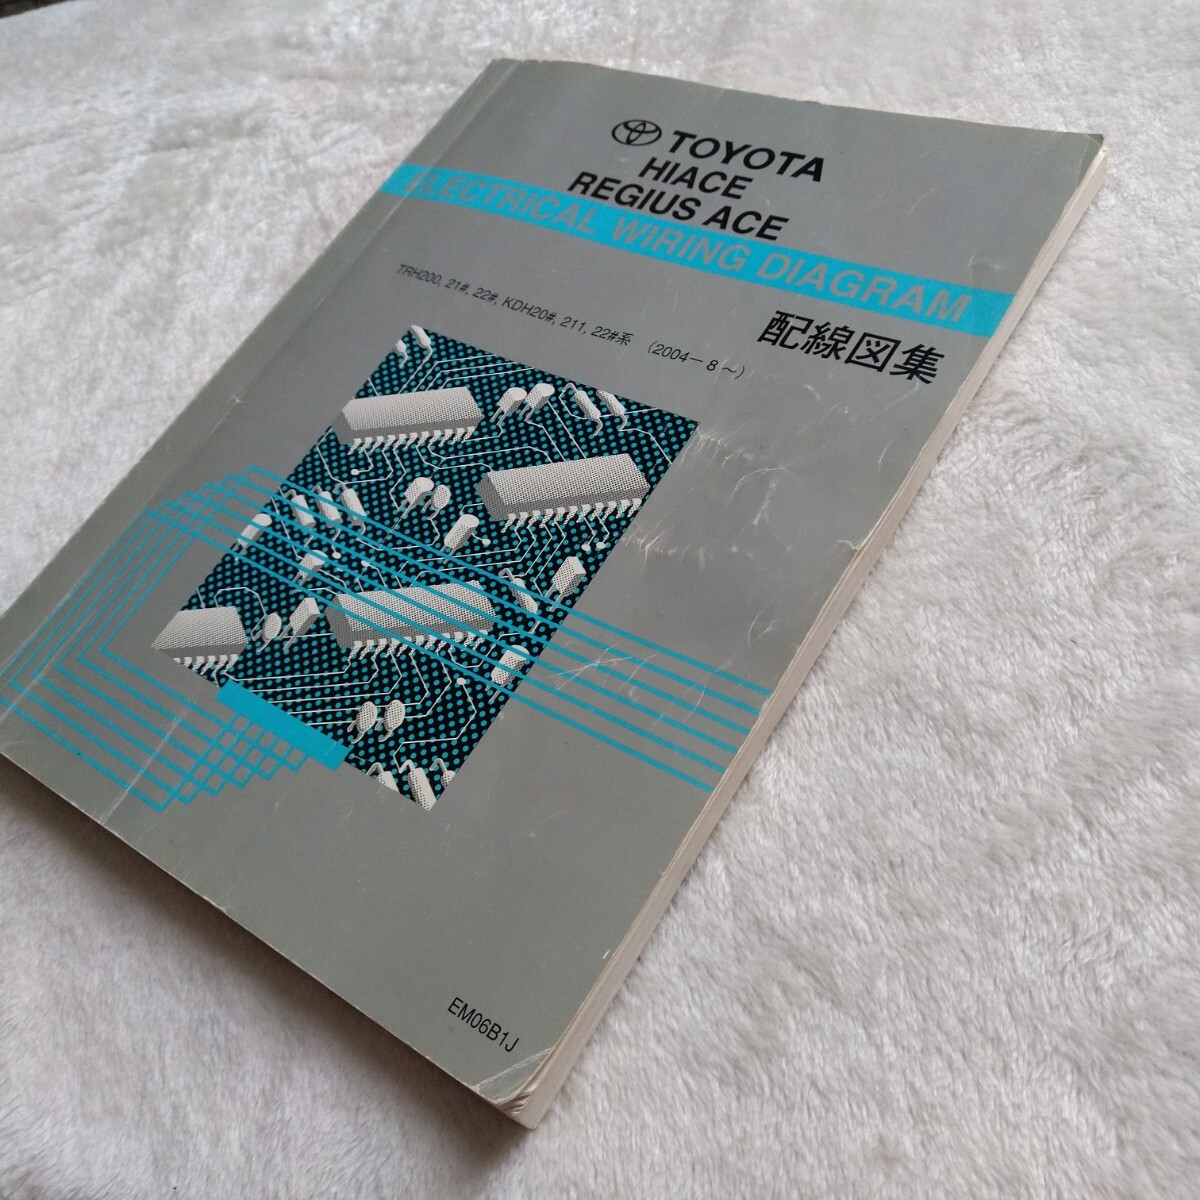 TOYOTA
HIACE
REGIUS ACE
ELECTRICAL WIRING DIAGRAM
配線図集
TRH200, 21#, 22#, KDH20#, 211, 22#系 (2004－8～)
EM06B1J